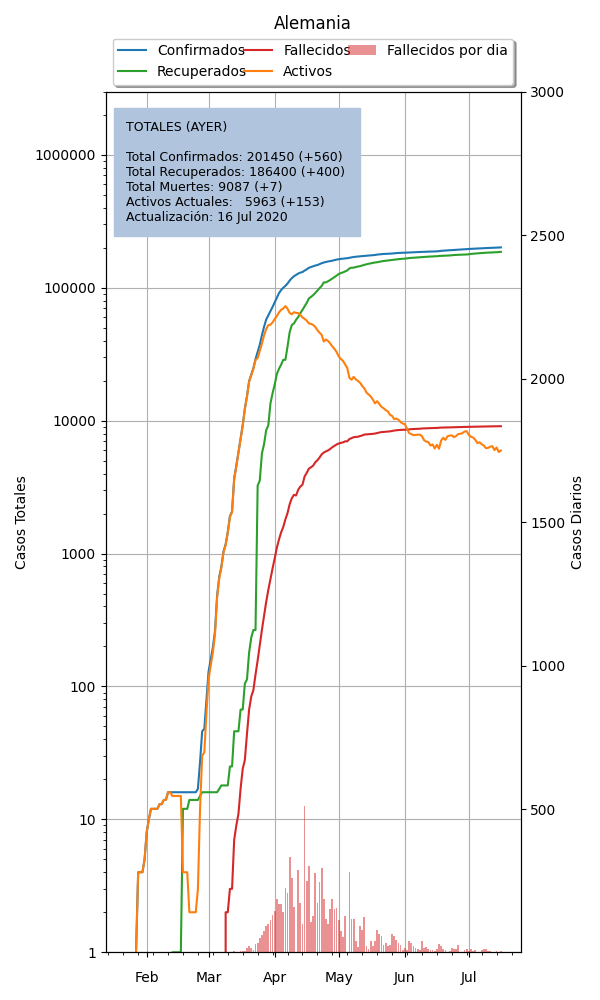 Alemania
Confirmados
Recuperados
Fallecidos
Activos
Fallecidos por dia
TOTALES (AYER)
Total Confirmados: 201450 (+560)
Total Recuperados: 186400 (+400)
Total Muertes: 9087 (+7)
Activos Actuales: 5963 (+153)
Actualización: 16 Jul 2020
Casos Totales
1000000
100000
10000
1000
100
10
1
Feb Mar Apr May Jun Jul
3000
2500
2000
1500
1000
500
Casos Diarios